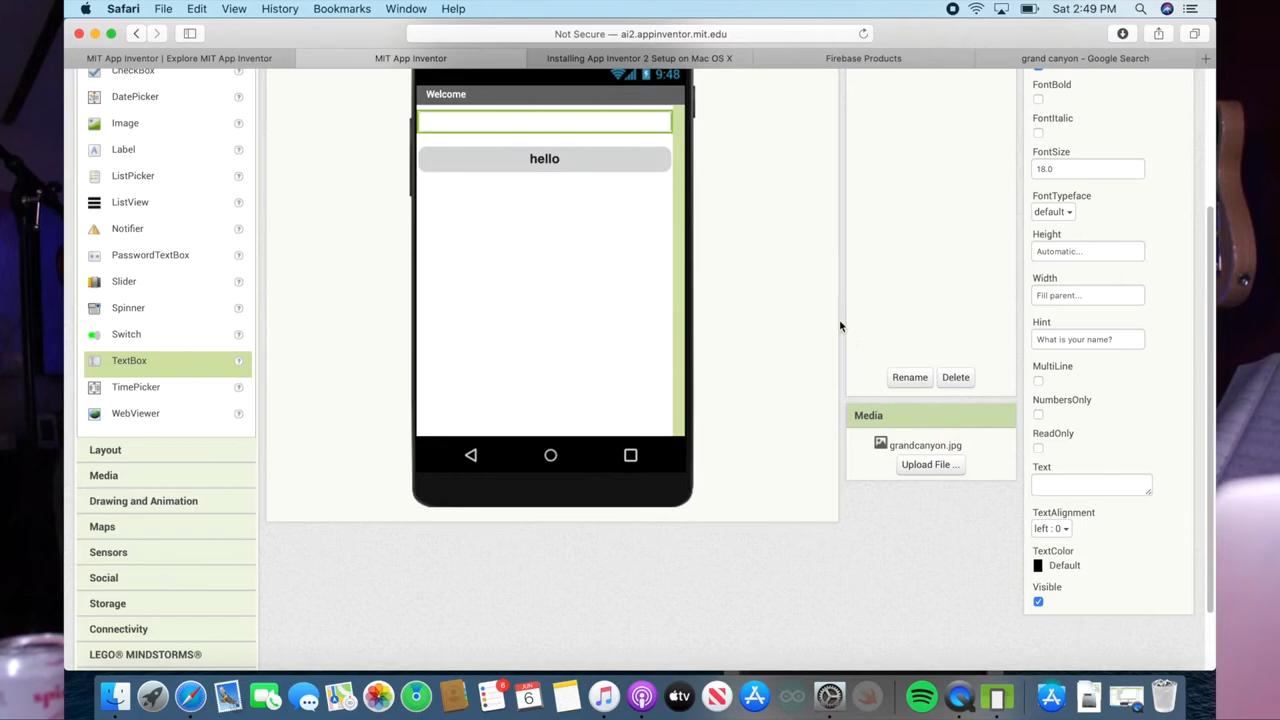 Safari File Edit View History Bookmarks Window Help Sat 2:49 PM
Not Secure — ai2.appinventor.mit.edu
MIT App Inventor | Explore MIT App Inventor MIT App Inventor Installing App Inventor 2 Setup on Mac OS X Firebase Products grand canyon - Google Search
CheckBox
DatePicker
Image
Label
ListPicker
ListView
Notifier
PasswordTextBox
Slider
Spinner
Switch
TextBox
TimePicker
WebViewer
Layout
Media
Drawing and Animation
Maps
Sensors
Social
Storage
Connectivity
LEGO® MINDSTORMS®
9:48
Welcome
hello
Rename Delete
Media
grandcanyon.jpg
Upload File ...
FontBold
FontItalic
FontSize
18.0
FontTypeface
default
Height
Automatic...
Width
Fill parent...
Hint
What is your name?
MultiLine
NumbersOnly
ReadOnly
Text
TextAlignment
left : 0
TextColor
Default
Visible
6
JUN
6
tv